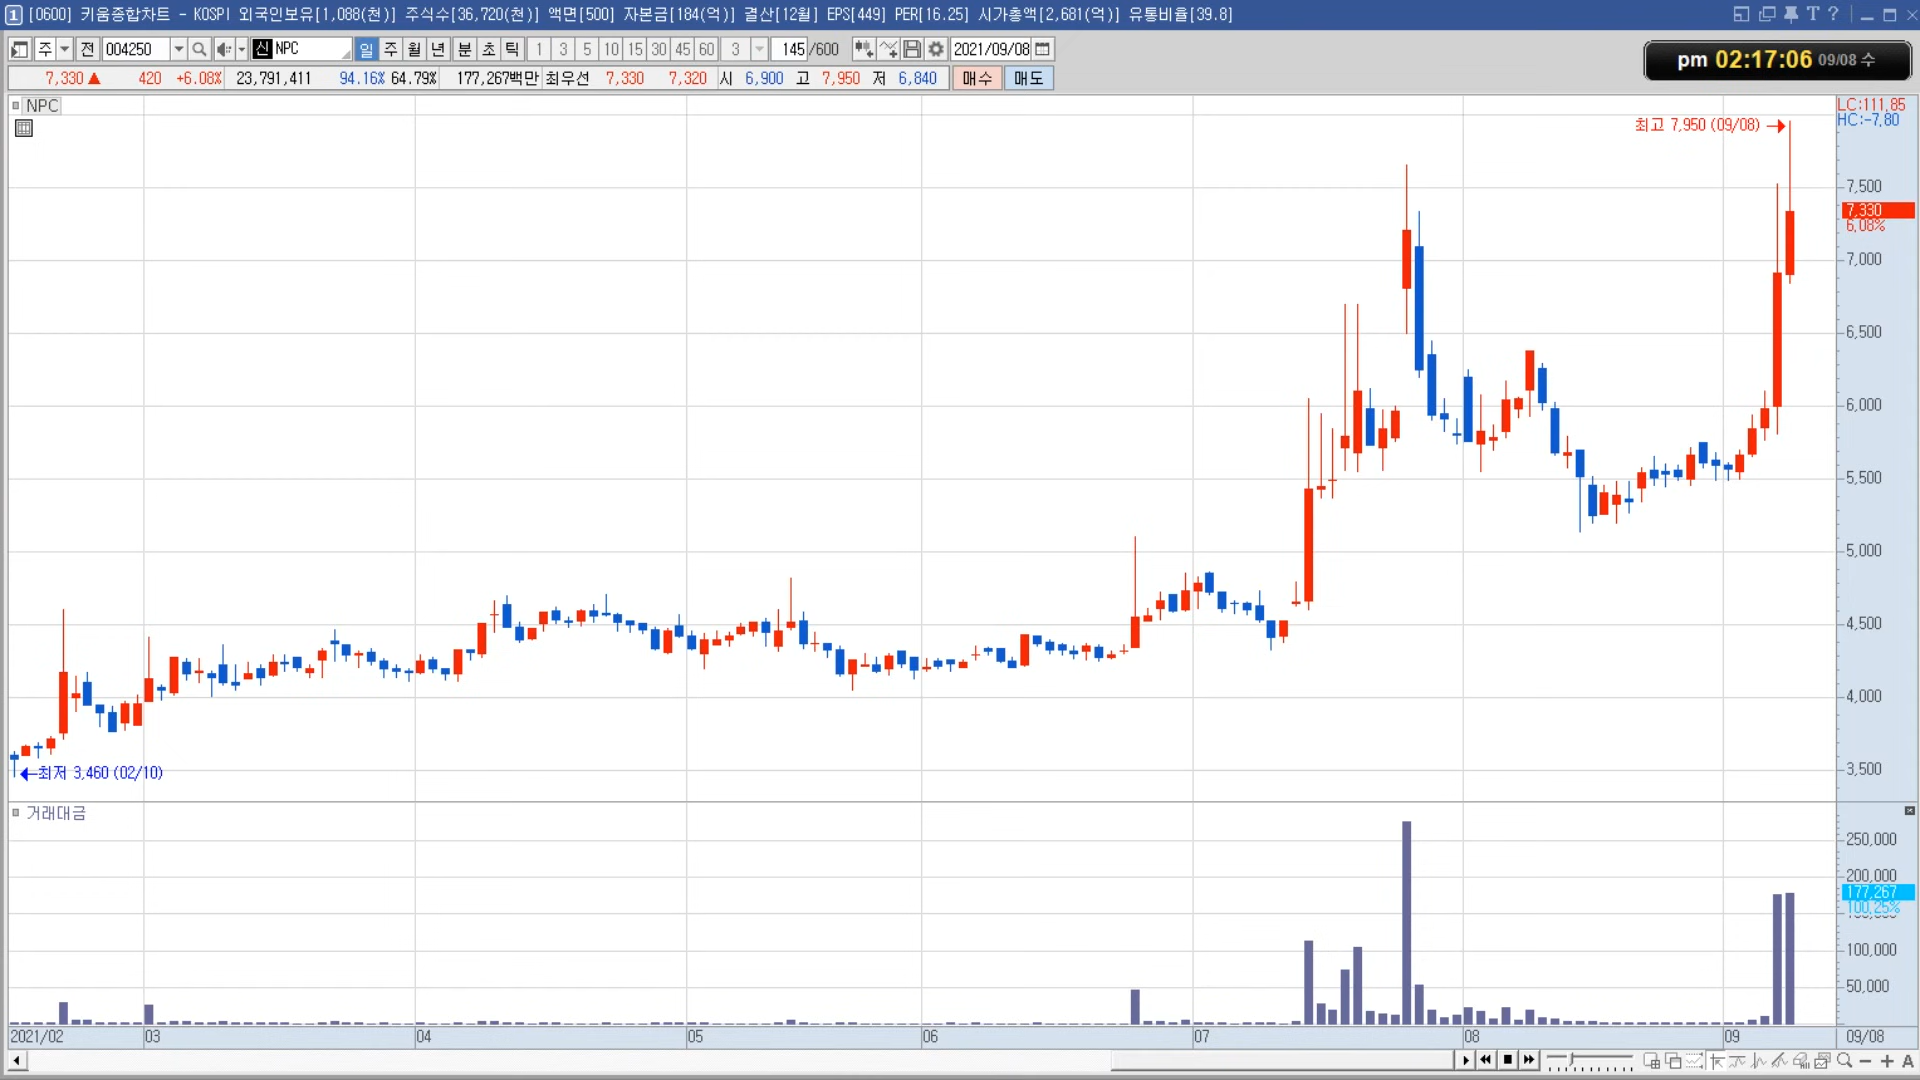 1 [0600] 키움종합차트 - KOSPI 외국인보유[1,088(천)] 주식수[36,720(천)] 액면[500] 자본금[184(억)] 결산[12월] EPS[449] PER[16.25] 시가총액[2,681(억)] 유통비율[39.8] T ?
주 전 004250 신 NPC 일 주 월 년 분 초 틱 1 3 5 10 15 30 45 60 3 145 /600 2021/09/08
pm 02:17:06 09/08 수
7,330 ▲ 420 +6.08% 23,791,411 94.16% 64.79% 177,267백만 최우선 7,330 7,320 시 6,900 고 7,950 저 6,840 매수 매도
NPC
LC:111.85
HC:-7.80
최고 7,950 (09/08)
7,500
7,330
6.08%
7,000
6,500
6,000
5,500
5,000
4,500
4,000
최저 3,460 (02/10)
3,500
거래대금
250,000
200,000
177,267
100.25%
100,000
50,000
2021/02 03 04 05 06 07 08 09 09/08
A